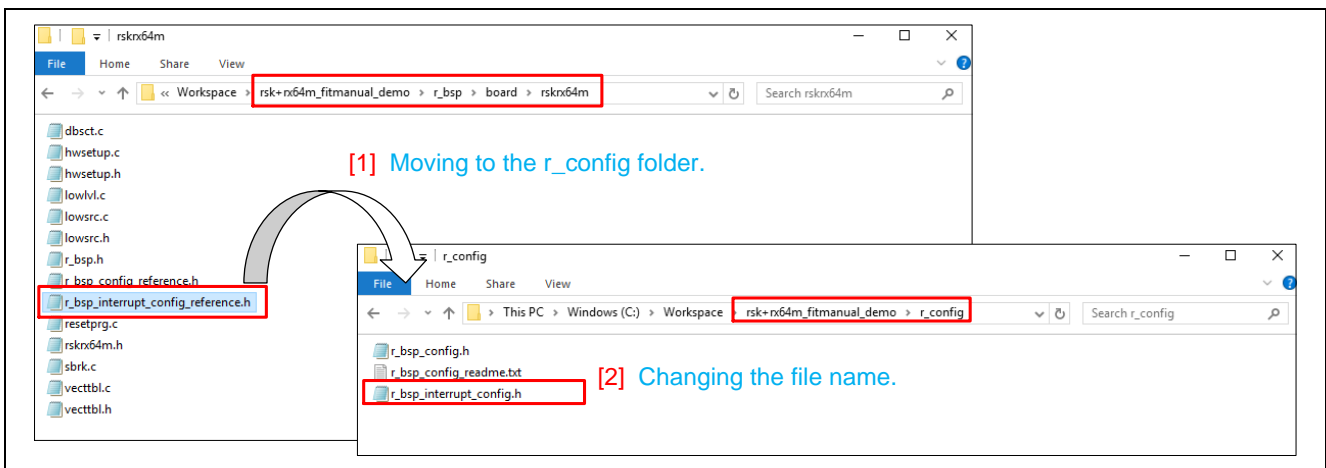 rskrx64m
File Home Share View
« Workspace > rsk+rx64m_fitmanual_demo > r_bsp > board > rskrx64m
Search rskrx64m
dbsct.c
hwsetup.c
hwsetup.h
lowlvl.c
lowsrc.c
lowsrc.h
r_bsp.h
r_bsp_config_reference.h
r_bsp_interrupt_config_reference.h
resetprg.c
rskrx64m.h
sbrk.c
vecttbl.c
vecttbl.h
[1] Moving to the r_config folder.
r_config
File Home Share View
> This PC > Windows (C:) > Workspace > rsk+rx64m_fitmanual_demo > r_config
Search r_config
r_bsp_config.h
r_bsp_config_readme.txt
r_bsp_interrupt_config.h
[2] Changing the file name.